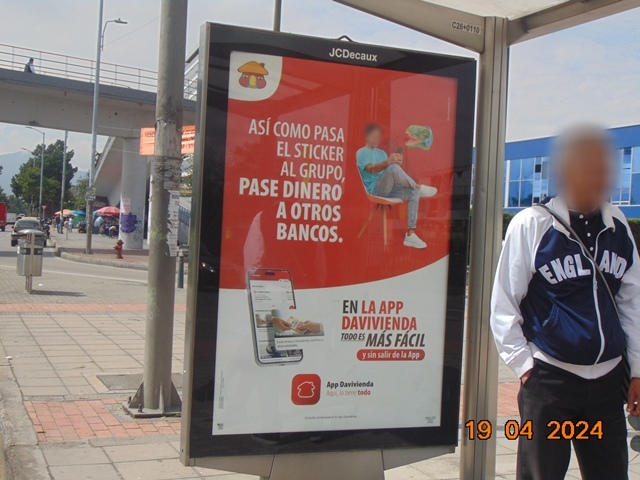 C26+0110
JCDecaux
ASÍ COMO PASA
EL STICKER
AL GRUPO,
PASE DINERO
A OTROS
BANCOS.
EN LA APP
DAVIVIENDA
TODO ES MÁS FÁCIL
y sin salir de la App
App Davivienda
Aquí, lo tiene todo
ENGLAND
19 04 2024